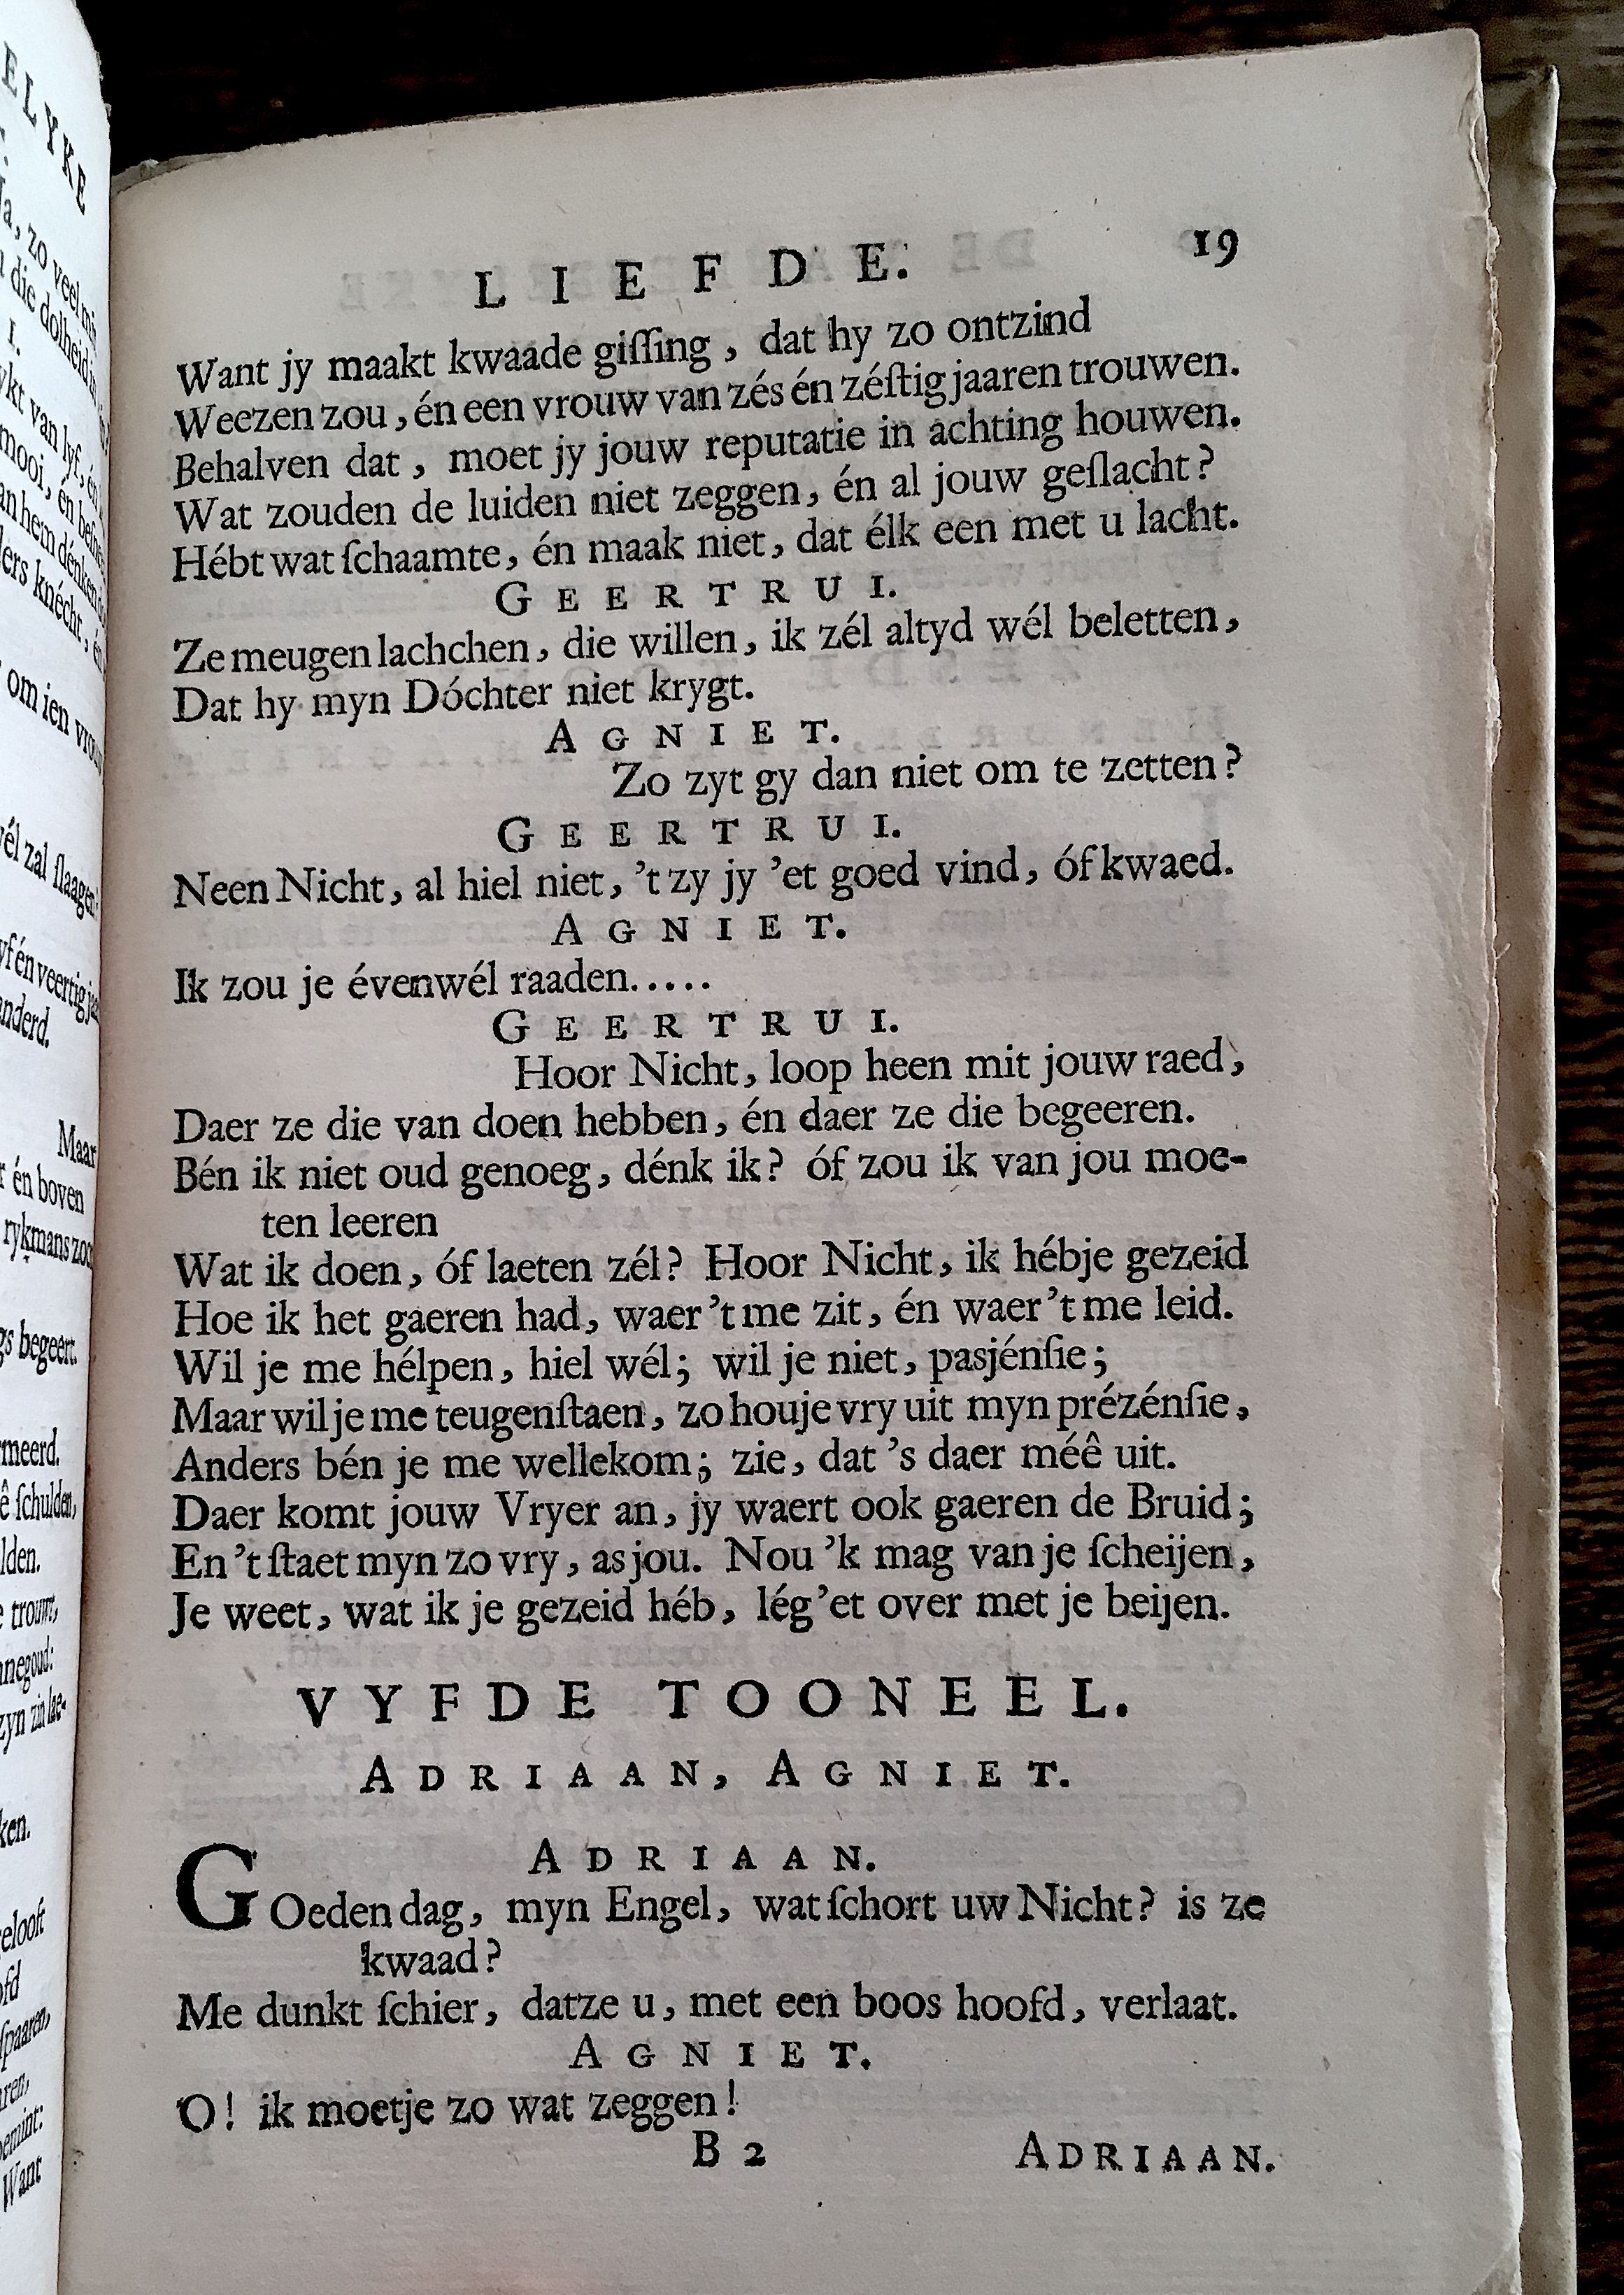 LIEFDE. 19
Want jy maakt kwaade giſſing, dat hy zo ontzind
Weezen zou, én een vrouw van zés én zéſtig jaaren trouwen.
Behalven dat, moet jy jouw reputatie in achting houwen.
Wat zouden de luiden niet zeggen, én al jouw geſlacht?
Hébt wat ſchaamte, én maak niet, dat élk een met u lacht.
GEERTRUI.
Ze meugen lachchen, die willen, ik zél altyd wél beletten,
Dat hy myn Dóchter niet krygt.
AGNIET.
Zo zyt gy dan niet om te zetten?
GEERTRUI.
Neen Nicht, al hiel niet, 't zy jy 'et goed vind, óf kwaed.
AGNIET.
Ik zou je évenwél raaden.....
GEERTRUI.
Hoor Nicht, loop heen mit jouw raed,
Daer ze die van doen hebben, én daer ze die begeeren.
Bén ik niet oud genoeg, dénk ik? óf zou ik van jou moe-
ten leeren
Wat ik doen, óf laeten zél? Hoor Nicht, ik hébje gezeid
Hoe ik het gaeren had, waer 't me zit, én waer 't me leid.
Wil je me hélpen, hiel wél; wil je niet, pasjénſie;
Maar wil je me teugenſtaen, zo houje vry uit myn prézénſie,
Anders bén je me wellekom; zie, dat 's daer méê uit.
Daer komt jouw Vryer an, jy waert ook gaeren de Bruid;
En 't ſtaet myn zo vry, as jou. Nou 'k mag van je ſcheijen,
Je weet, wat ik je gezeid héb, lég 'et over met je beijen.
VYFDE TOONEEL.
ADRIAAN, AGNIET.
ADRIAAN.
GOeden dag, myn Engel, wat ſchort uw Nicht? is ze
kwaad?
Me dunkt ſchier, datze u, met een boos hoofd, verlaat.
AGNIET.
O! ik moetje zo wat zeggen!
B 2 ADRIAAN.